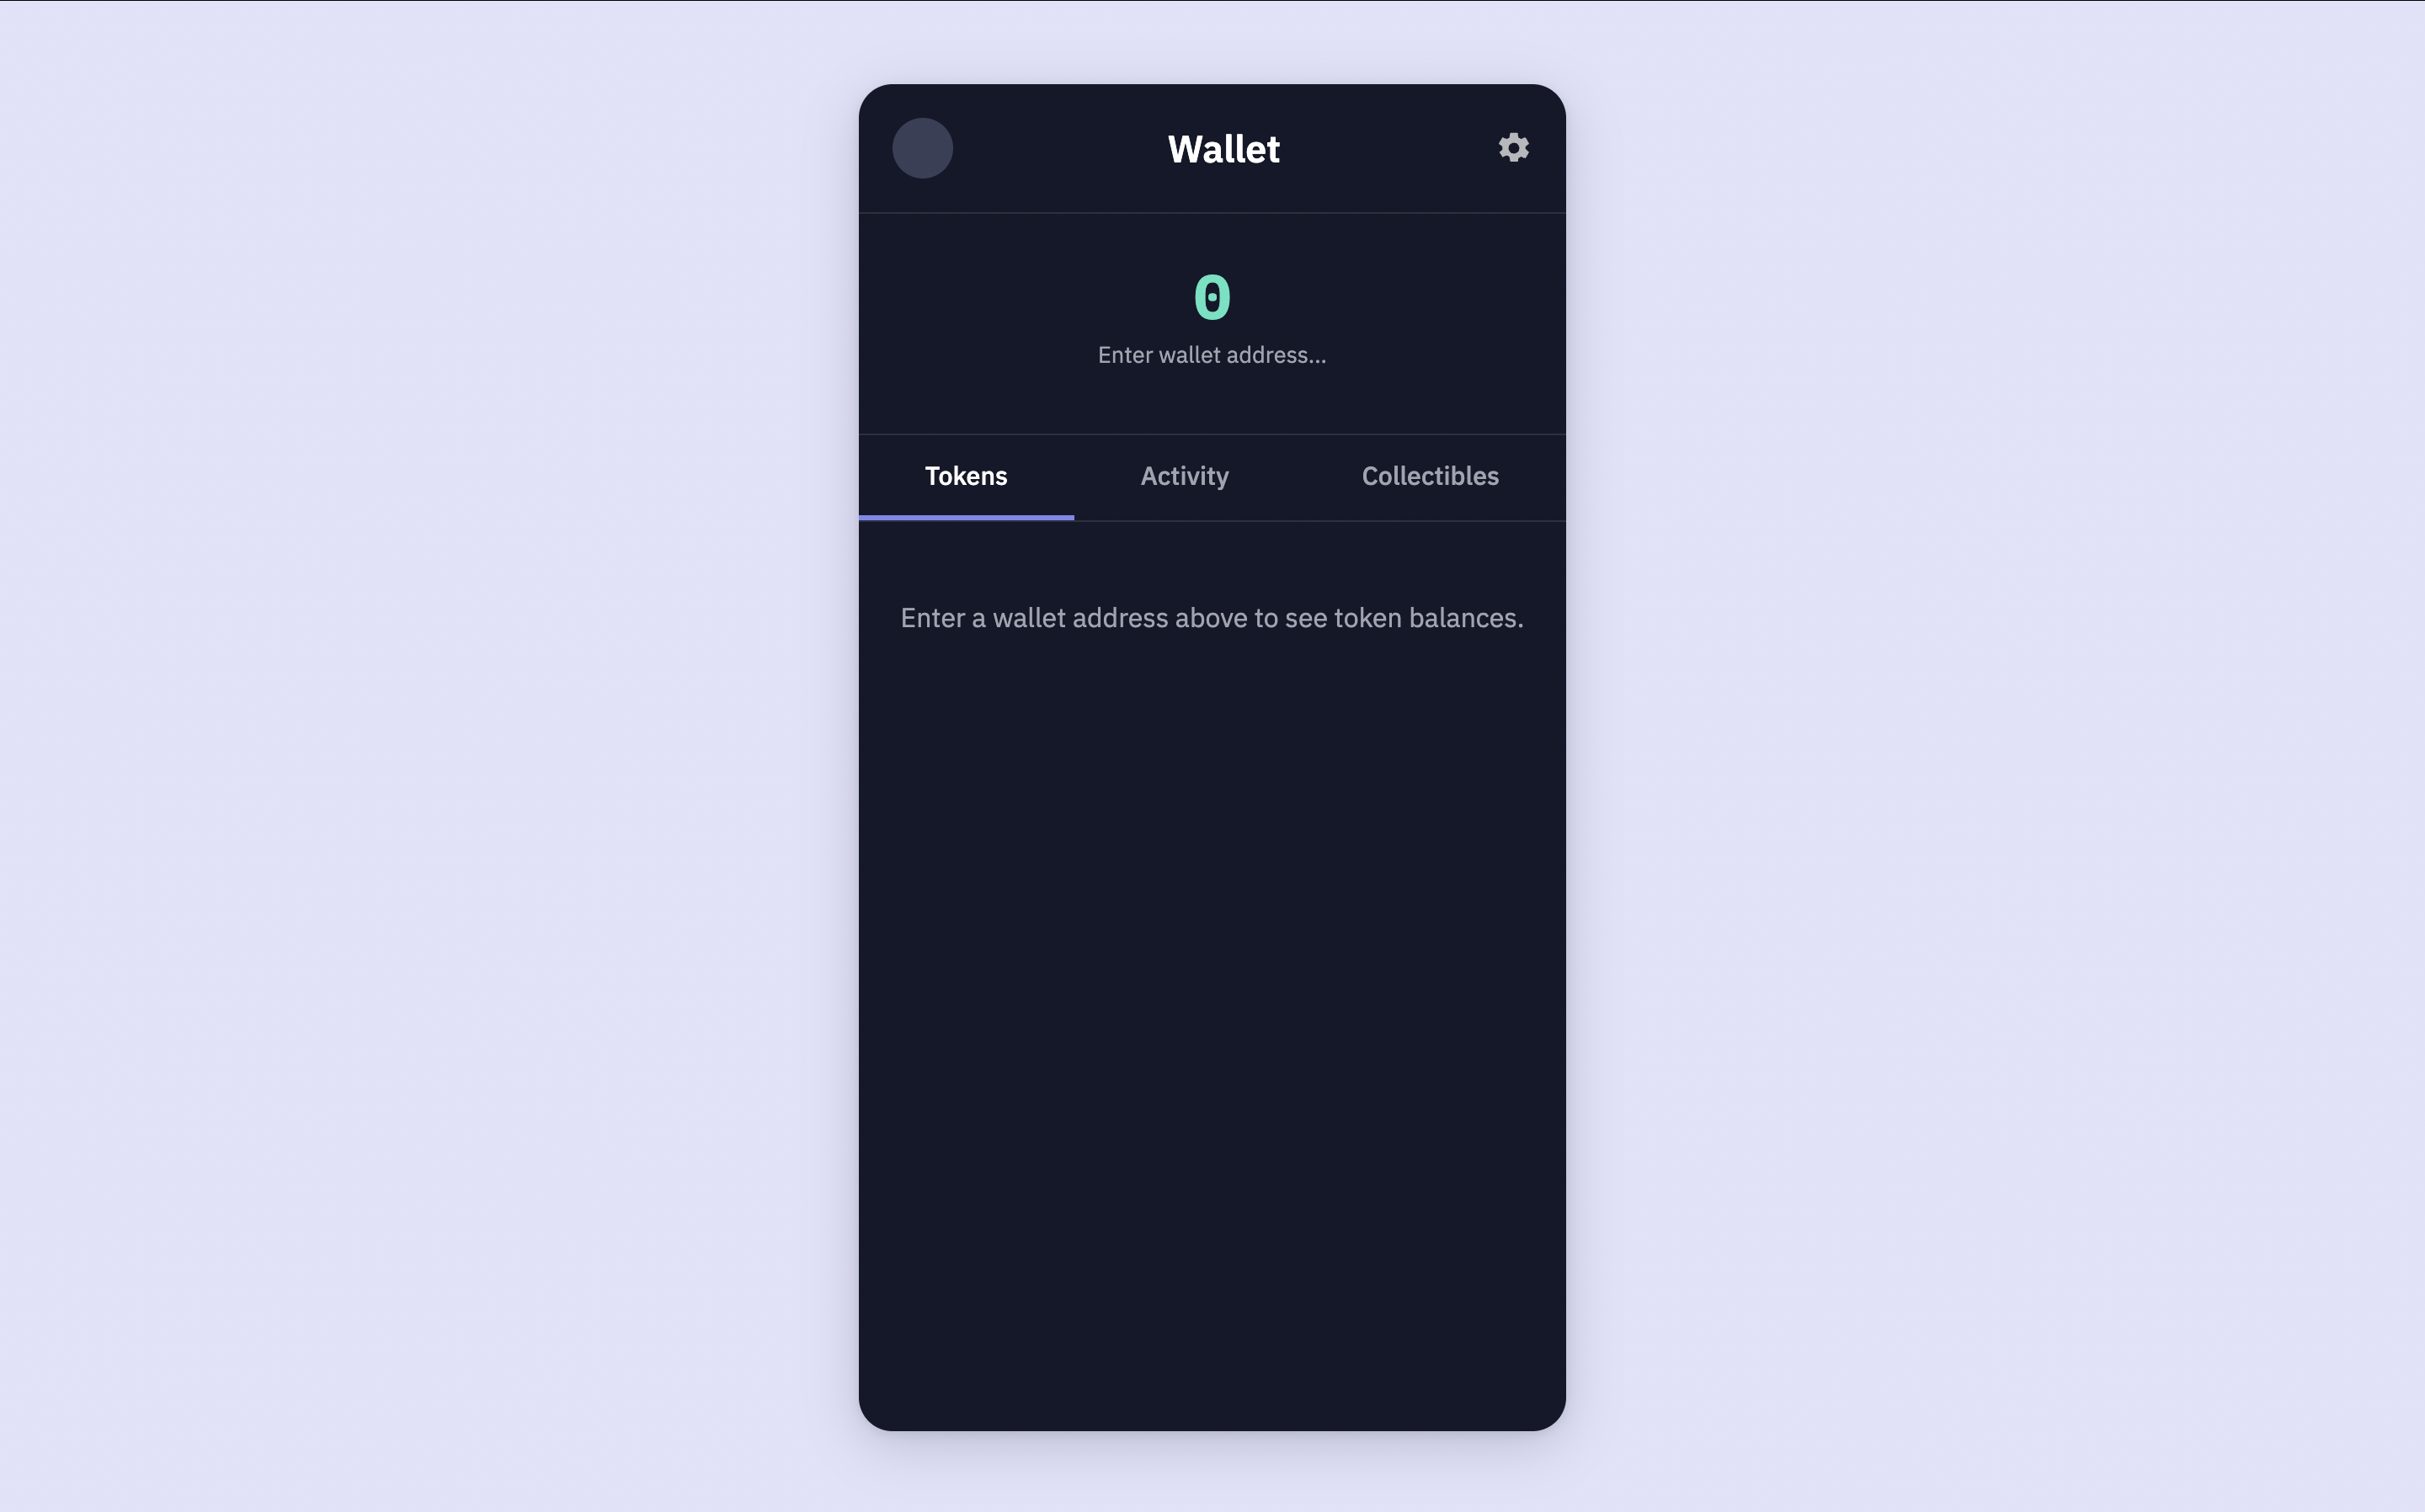 Wallet
0
Enter wallet address...
Tokens Activity Collectibles
Enter a wallet address above to see token balances.